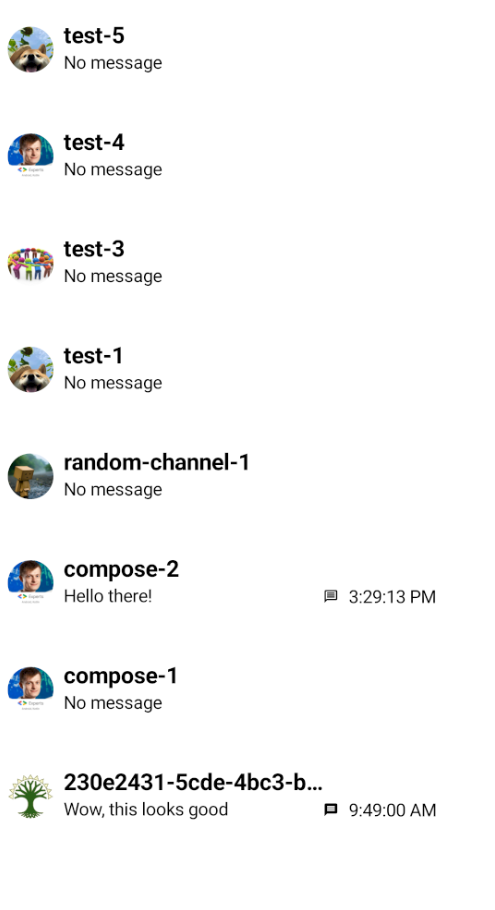 test-5
No message
test-4
No message
test-3
No message
test-1
No message
random-channel-1
No message
compose-2
Hello there! 3:29:13 PM
compose-1
No message
230e2431-5cde-4bc3-b...
Wow, this looks good 9:49:00 AM